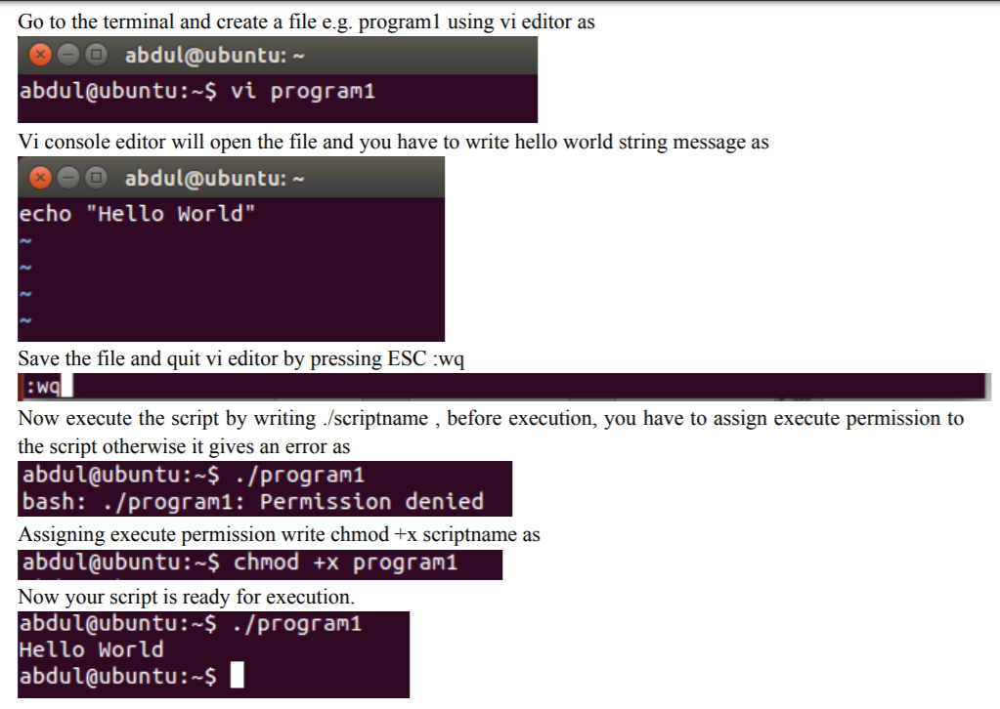 Go to the terminal and create a file e.g. program1 using vi editor as
abdul@ubuntu: ~
abdul@ubuntu:~$ vi program1
Vi console editor will open the file and you have to write hello world string message as
abdul@ubuntu: ~
echo "Hello World"
~
~
~
~
Save the file and quit vi editor by pressing ESC :wq
:wq
Now execute the script by writing ./scriptname , before execution, you have to assign execute permission to
the script otherwise it gives an error as
abdul@ubuntu:~$ ./program1
bash: ./program1: Permission denied
Assigning execute permission write chmod +x scriptname as
abdul@ubuntu:~$ chmod +x program1
Now your script is ready for execution.
abdul@ubuntu:~$ ./program1
Hello World
abdul@ubuntu:~$